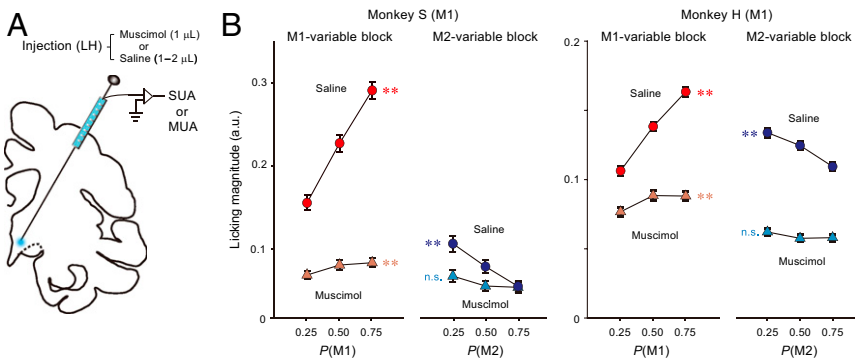 A
Injection (LH)
Muscimol (1 μL)
or
Saline (1–2 μL)
SUA
or
MUA
B
Monkey S (M1)
M1-variable block
M2-variable block
Licking magnitude (a.u.)
0.3
0.2
0.1
0
Saline
**
**
Muscimol
0.25 0.50 0.75
P(M1)
**
Saline
n.s.
Muscimol
0.25 0.50 0.75
P(M2)
Monkey H (M1)
M1-variable block
M2-variable block
0.2
0.1
0
Saline
**
**
Muscimol
0.25 0.50 0.75
P(M1)
**
Saline
n.s.
Muscimol
0.25 0.50 0.75
P(M2)